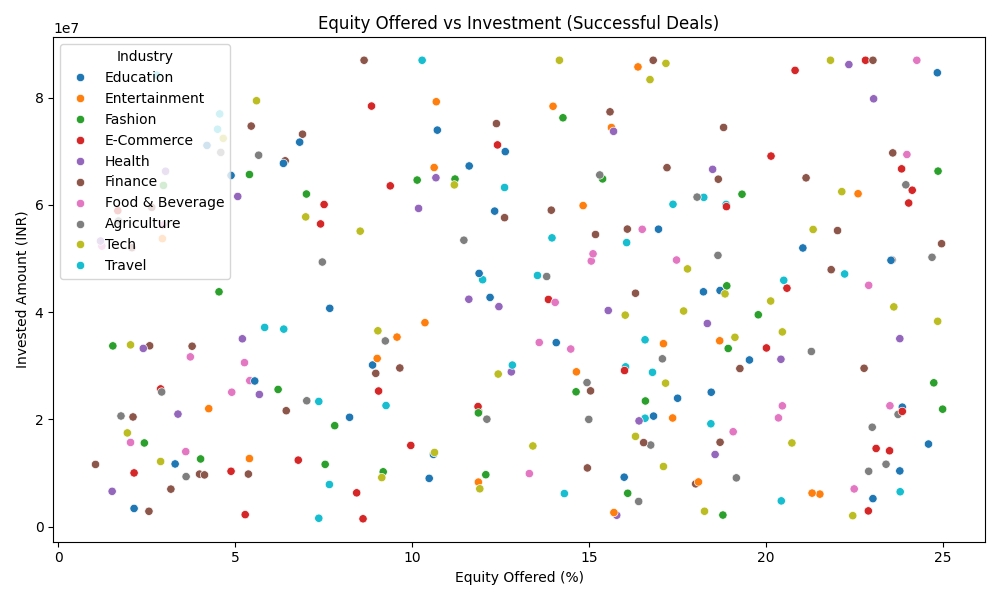 Equity Offered vs Investment (Successful Deals)
1e7
Invested Amount (INR)
8
6
4
2
0
Industry
Education
Entertainment
Fashion
E-Commerce
Health
Finance
Food & Beverage
Agriculture
Tech
Travel
0 5 10 15 20 25
Equity Offered (%)